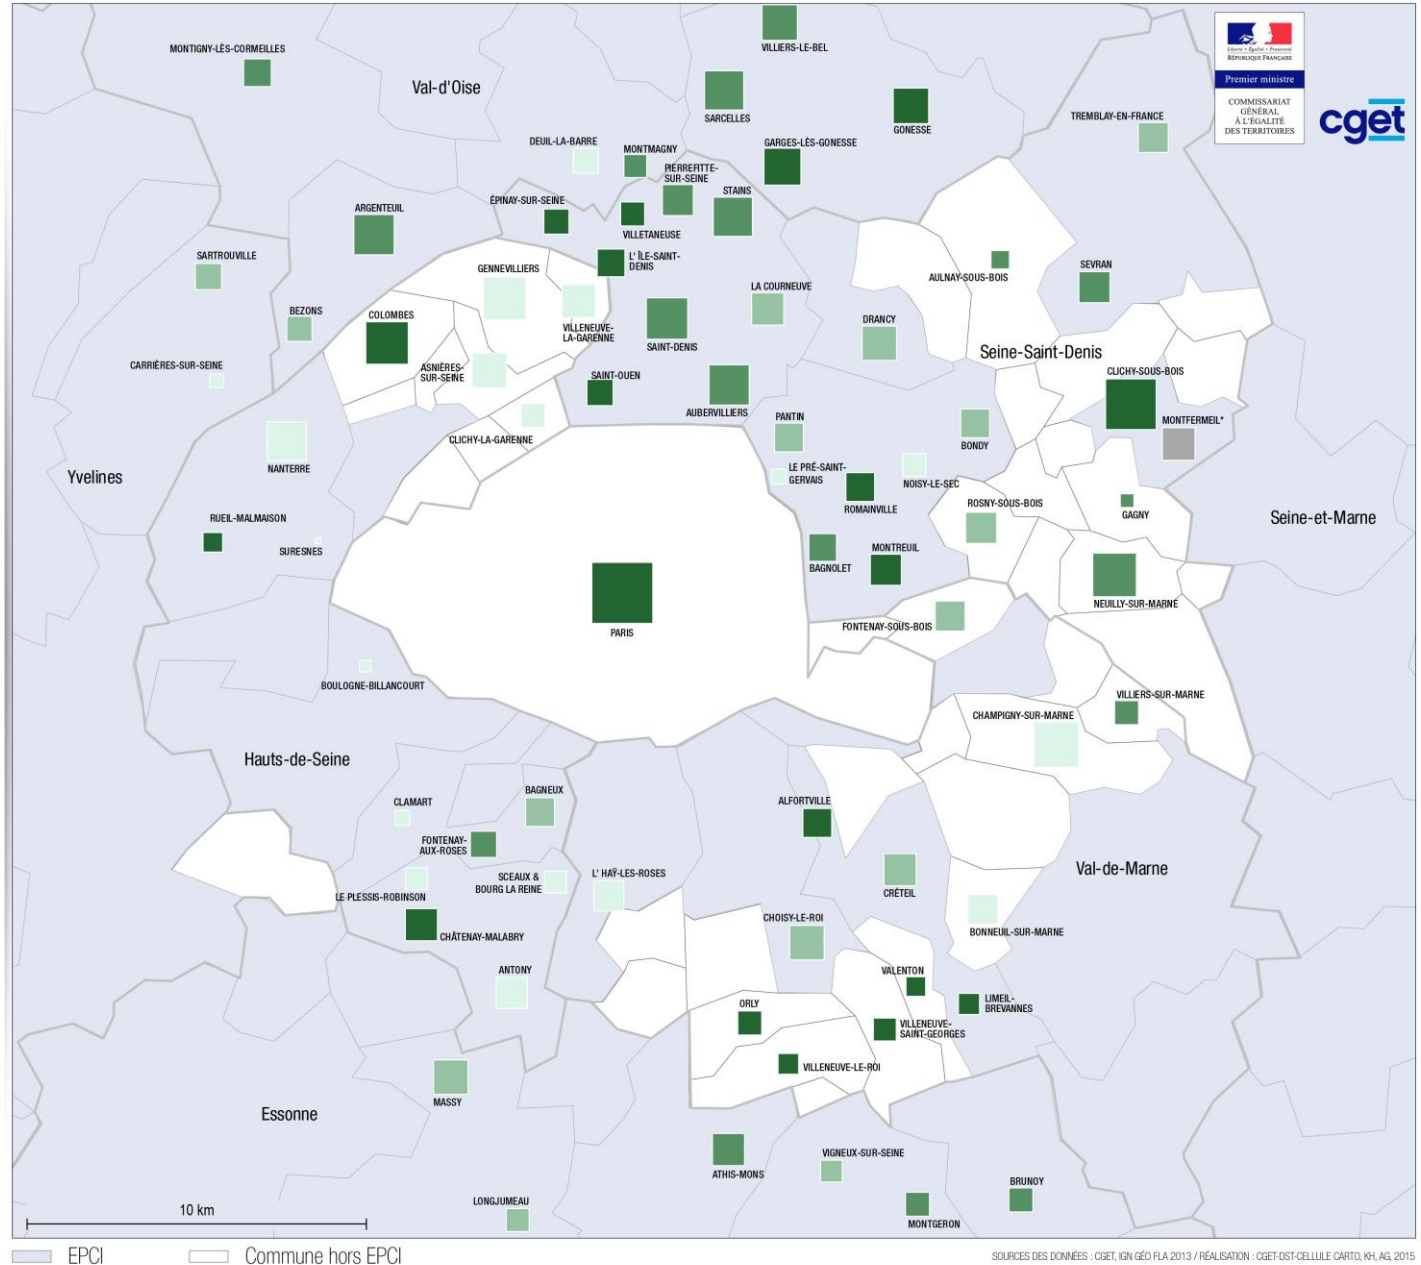 MONTIGNY-LÈS-CORMEILLES
Val-d'Oise
VILLIERS-LE-BEL
SARCELLES
GONESSE
Liberté • Égalité • Fraternité
RÉPUBLIQUE FRANÇAISE
Premier ministre
COMMISSARIAT
GÉNÉRAL
À L'ÉGALITÉ
DES TERRITOIRES
cget
TREMBLAY-EN-FRANCE
DEUIL-LA-BARRE
MONTMAGNY
GARGES-LÈS-GONESSE
PIERREFITTE-
SUR-SEINE
STAINS
ARGENTEUIL
ÉPINAY-SUR-SEINE
VILLETANEUSE
SARTROUVILLE
GENNEVILLIERS
L' ÎLE-SAINT-
DENIS
AULNAY-SOUS-BOIS
SEVRAN
BEZONS
COLOMBES
VILLENEUVE-
LA-GARENNE
LA COURNEUVE
SAINT-DENIS
DRANCY
Seine-Saint-Denis
CARRIÈRES-SUR-SEINE
ASNIÈRES-
SUR-SEINE
SAINT-OUEN
AUBERVILLIERS
CLICHY-SOUS-BOIS
MONTFERMEIL*
CLICHY-LA-GARENNE
PANTIN
BONDY
NANTERRE
Yvelines
LE PRÉ-SAINT-
GERVAIS
ROMAINVILLE
NOISY-LE-SEC
ROSNY-SOUS-BOIS
GAGNY
Seine-et-Marne
RUEIL-MALMAISON
SURESNES
BAGNOLET
MONTREUIL
NEUILLY-SUR-MARNE
PARIS
FONTENAY-SOUS-BOIS
BOULOGNE-BILLANCOURT
VILLIERS-SUR-MARNE
CHAMPIGNY-SUR-MARNE
Hauts-de-Seine
CLAMART
BAGNEUX
ALFORTVILLE
FONTENAY-
AUX-ROSES
SCEAUX &
BOURG LA REINE
L' HAŸ-LES-ROSES
CRÉTEIL
Val-de-Marne
LE PLESSIS-ROBINSON
CHÂTENAY-MALABRY
CHOISY-LE-ROI
BONNEUIL-SUR-MARNE
ANTONY
VALENTON
LIMEIL-
BREVANNES
ORLY
VILLENEUVE-
SAINT-GEORGES
VILLENEUVE-LE-ROI
MASSY
Essonne
ATHIS-MONS
VIGNEUX-SUR-SEINE
BRUNOY
MONTGERON
LONGJUMEAU
10 km
EPCI
Commune hors EPCI
SOURCES DES DONNÉES : CGET, IGN GÉO FLA 2013 / RÉALISATION : CGET-DST-CELLULE CARTO, KH, AG, 2015